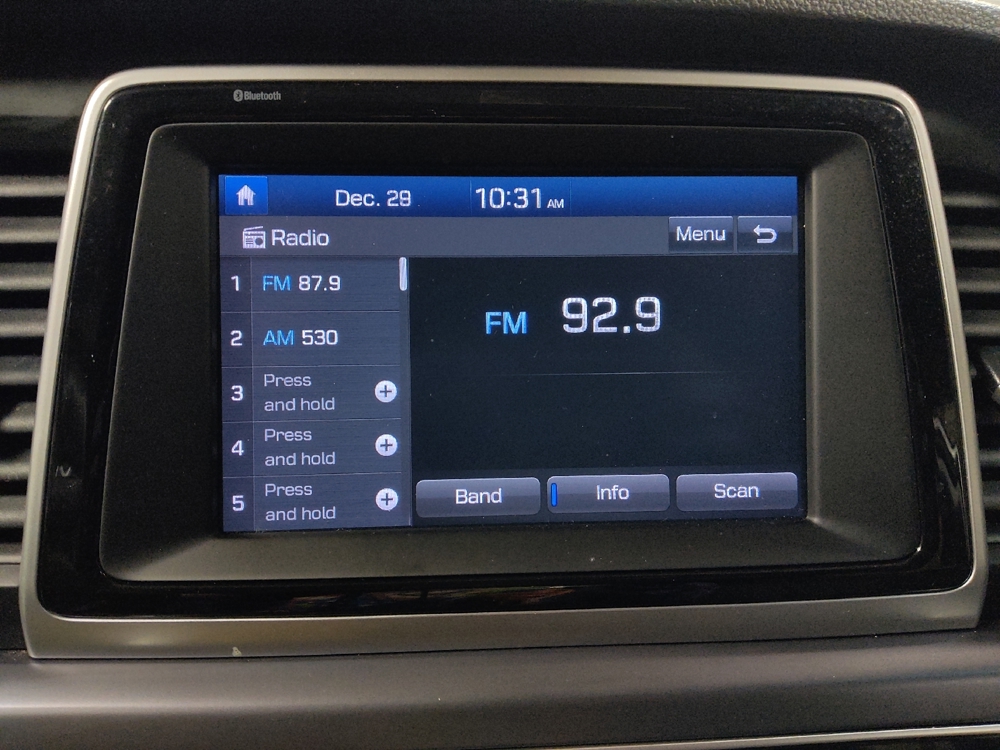 Bluetooth
Dec. 29 10:31 AM
Radio Menu
1 FM 87.9
FM 92.9
2 AM 530
3 Press
and hold
4 Press
and hold
5 Press
and hold
Band Info Scan